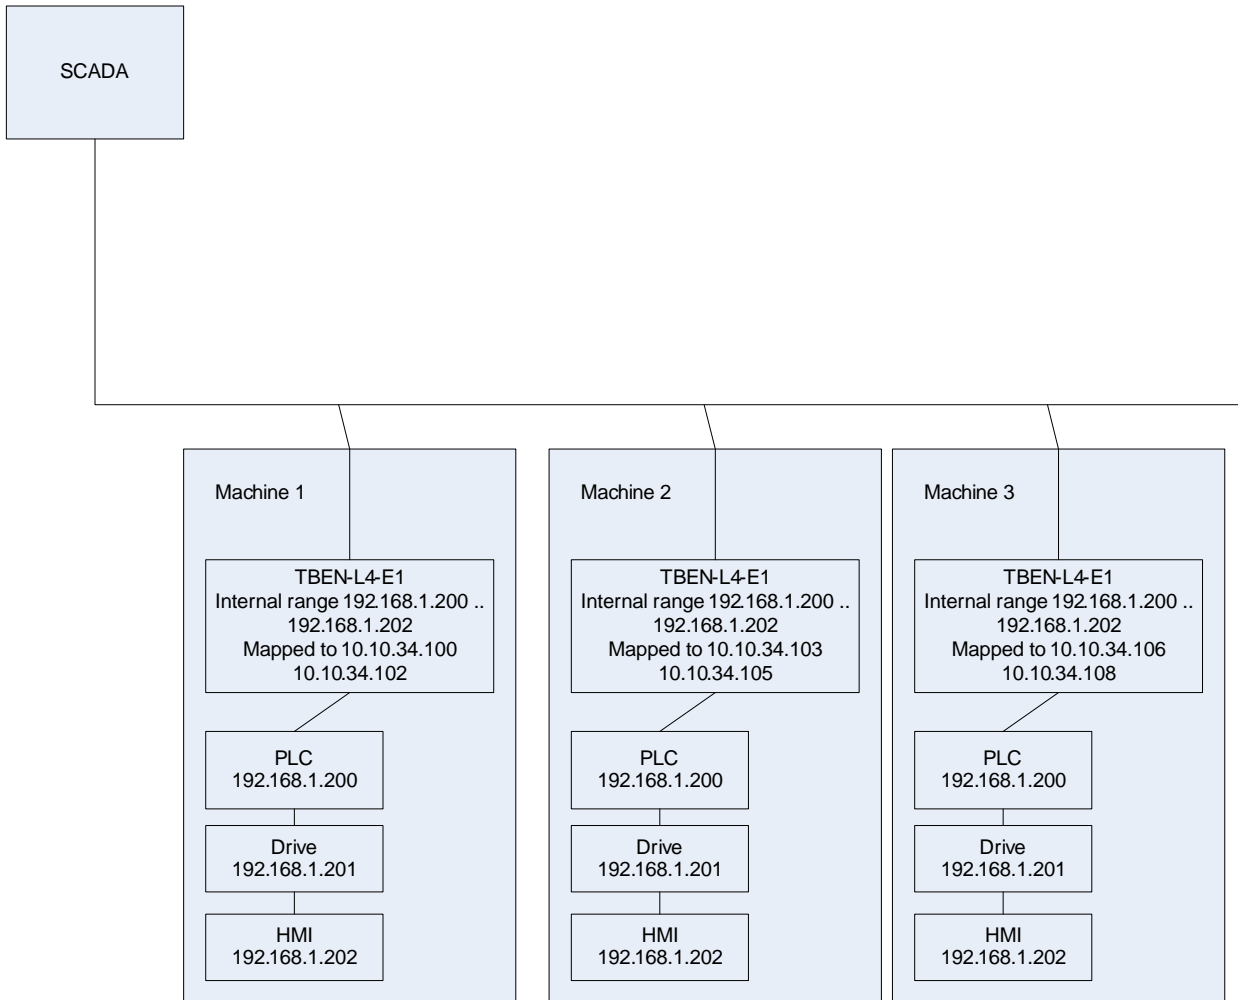 SCADA
Machine 1
TBEN-L4-E1
Internal range 192.168.1.200 ..
192.168.1.202
Mapped to 10.10.34.100
10.10.34.102
PLC
192.168.1.200
Drive
192.168.1.201
HMI
192.168.1.202
Machine 2
TBEN-L4-E1
Internal range 192.168.1.200 ..
192.168.1.202
Mapped to 10.10.34.103
10.10.34.105
PLC
192.168.1.200
Drive
192.168.1.201
HMI
192.168.1.202
Machine 3
TBEN-L4-E1
Internal range 192.168.1.200 ..
192.168.1.202
Mapped to 10.10.34.106
10.10.34.108
PLC
192.168.1.200
Drive
192.168.1.201
HMI
192.168.1.202